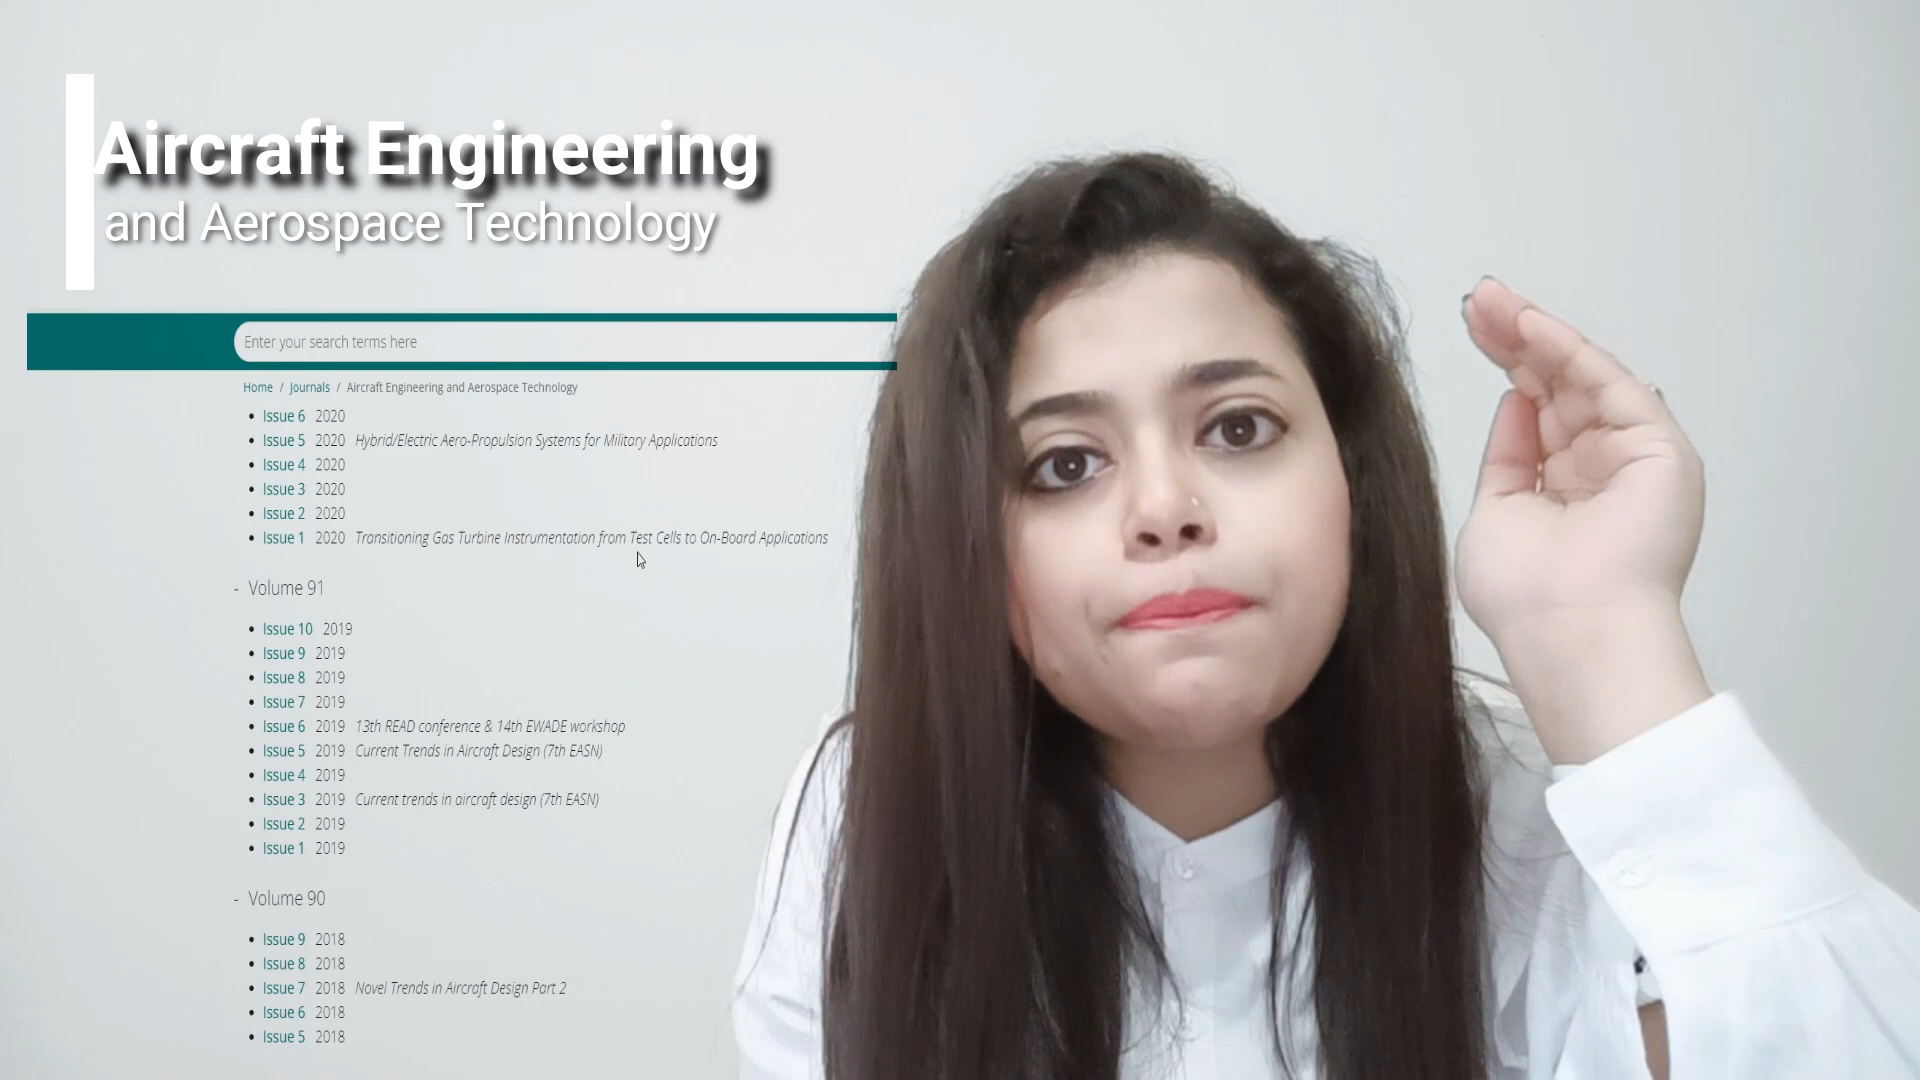 Aircraft Engineering
and Aerospace Technology
Enter your search terms here
Home / Journals / Aircraft Engineering and Aerospace Technology
• Issue 6 2020
• Issue 5 2020 Hybrid/Electric Aero-Propulsion Systems for Military Applications
• Issue 4 2020
• Issue 3 2020
• Issue 2 2020
• Issue 1 2020 Transitioning Gas Turbine Instrumentation from Test Cells to On-Board Applications
- Volume 91
• Issue 10 2019
• Issue 9 2019
• Issue 8 2019
• Issue 7 2019
• Issue 6 2019 13th READ conference & 14th EWADE workshop
• Issue 5 2019 Current Trends in Aircraft Design (7th EASN)
• Issue 4 2019
• Issue 3 2019 Current trends in aircraft design (7th EASN)
• Issue 2 2019
• Issue 1 2019
- Volume 90
• Issue 9 2018
• Issue 8 2018
• Issue 7 2018 Novel Trends in Aircraft Design Part 2
• Issue 6 2018
• Issue 5 2018